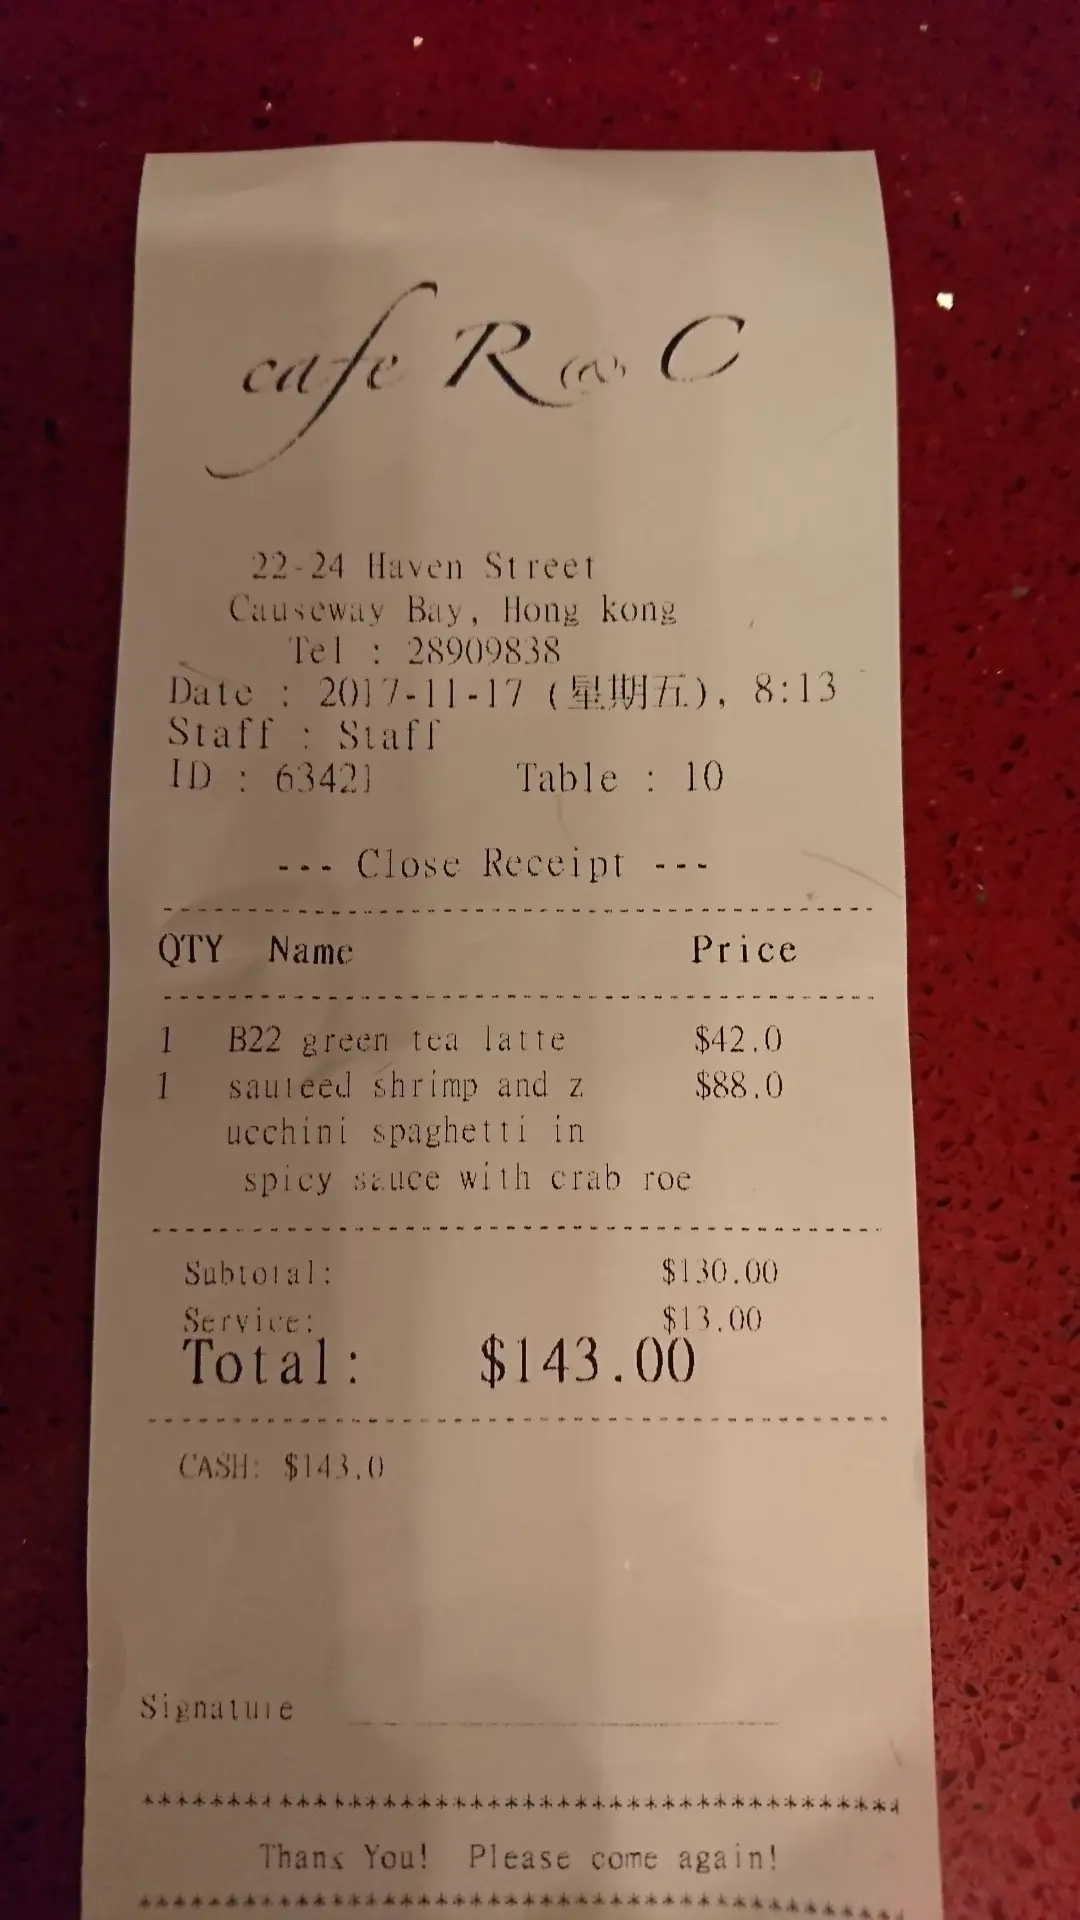 cafe R & C
22-24 Haven Street
Causeway Bay, Hong kong
Tel : 28909838
Date : 2017-11-17 (星期五), 8:13
Staff : Staff
ID : 63421 Table : 10
--- Close Receipt ---
QTY Name Price
1 B22 green tea latte $42.0
1 sauteed shrimp and z $88.0
ucchini spaghetti in
spicy sauce with crab roe
Subtotal: $130.00
Service: $13.00
Total: $143.00
CASH: $143.0
Signature
****************************************
Thank You! Please come again!
****************************************